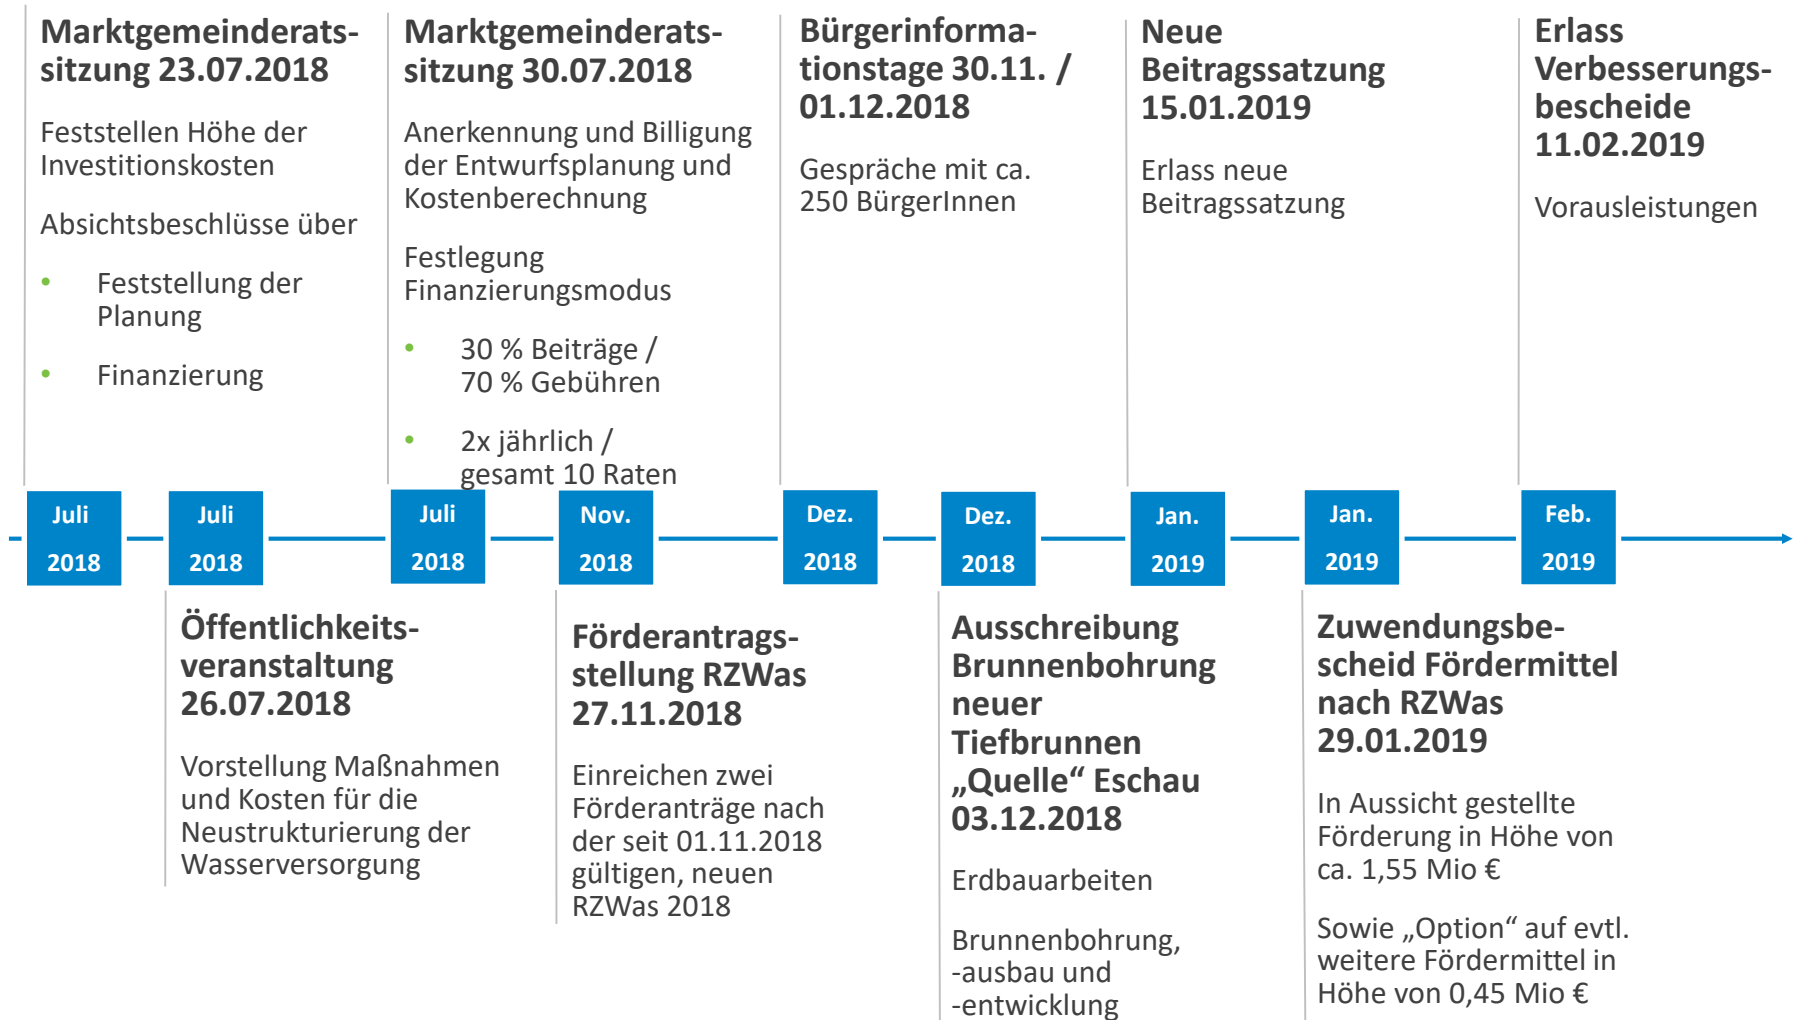 Marktgemeinderats-
sitzung 23.07.2018
Feststellen Höhe der
Investitionskosten
Absichtsbeschlüsse über
• Feststellung der
Planung
• Finanzierung
Marktgemeinderats-
sitzung 30.07.2018
Anerkennung und Billigung
der Entwurfsplanung und
Kostenberechnung
Festlegung
Finanzierungsmodus
• 30 % Beiträge /
70 % Gebühren
• 2x jährlich /
gesamt 10 Raten
Bürgerinforma-
tionstage 30.11. /
01.12.2018
Gespräche mit ca.
250 BürgerInnen
Neue
Beitragssatzung
15.01.2019
Erlass neue
Beitragssatzung
Erlass
Verbesserungs-
bescheide
11.02.2019
Vorausleistungen
Juli
2018
Juli
2018
Juli
2018
Nov.
2018
Dez.
2018
Dez.
2018
Jan.
2019
Jan.
2019
Feb.
2019
Öffentlichkeits-
veranstaltung
26.07.2018
Vorstellung Maßnahmen
und Kosten für die
Neustrukturierung der
Wasserversorgung
Förderantrags-
stellung RZWas
27.11.2018
Einreichen zwei
Förderanträge nach
der seit 01.11.2018
gültigen, neuen
RZWas 2018
Ausschreibung
Brunnenbohrung
neuer
Tiefbrunnen
„Quelle“ Eschau
03.12.2018
Erdbauarbeiten
Brunnenbohrung,
-ausbau und
-entwicklung
Zuwendungsbe-
scheid Fördermittel
nach RZWas
29.01.2019
In Aussicht gestellte
Förderung in Höhe von
ca. 1,55 Mio €
Sowie „Option“ auf evtl.
weitere Fördermittel in
Höhe von 0,45 Mio €